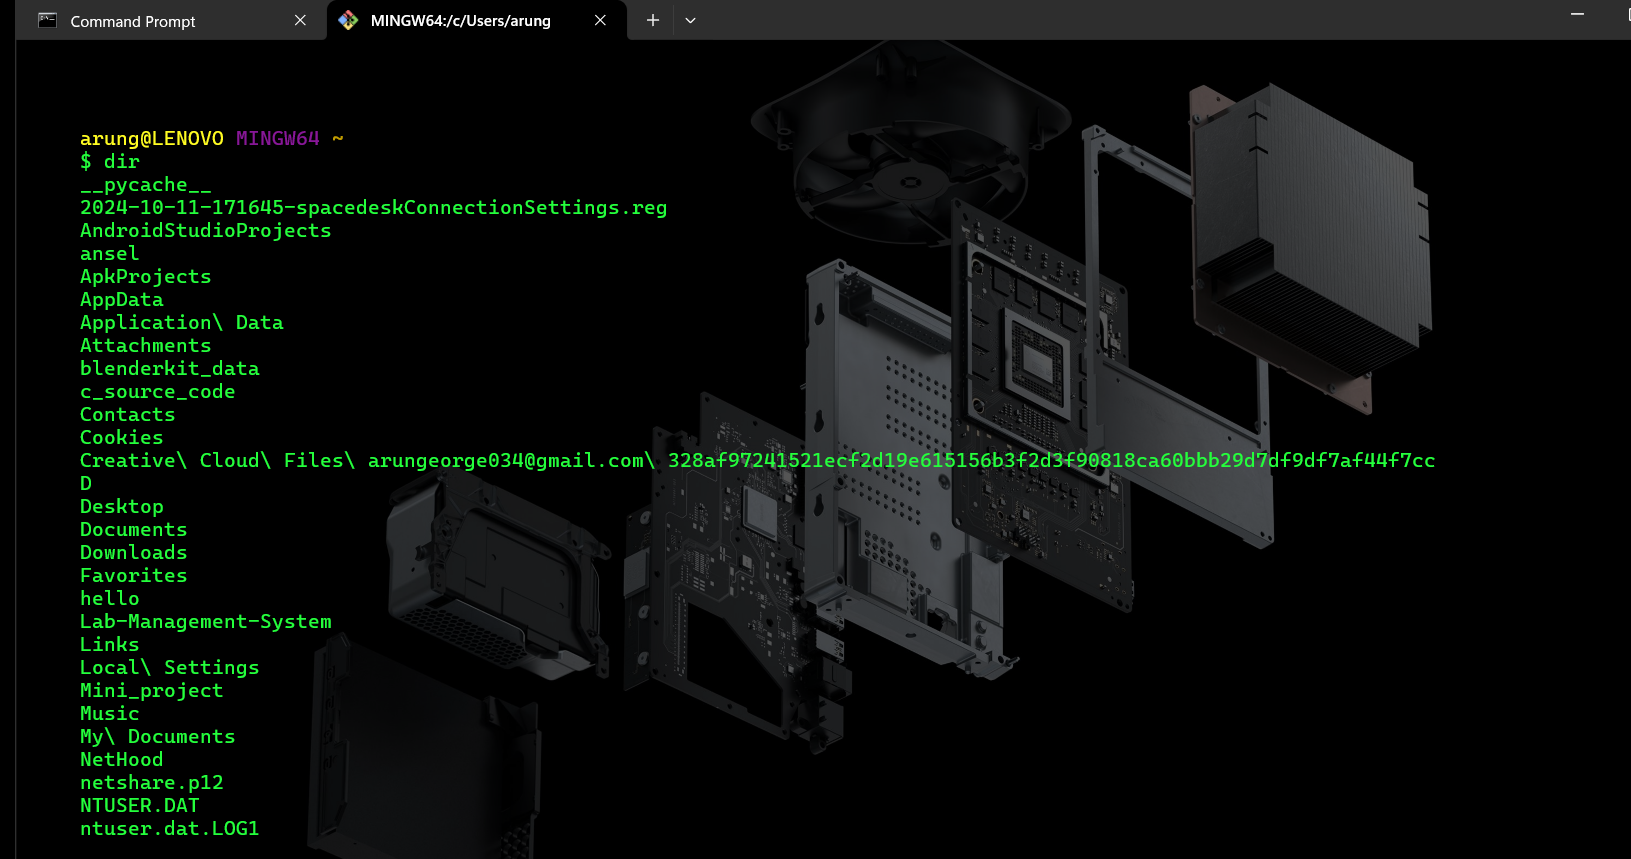 Command Prompt
MINGW64:/c/Users/arung
arung@LENOVO MINGW64 ~
$ dir
__pycache__
2024-10-11-171645-spacedeskConnectionSettings.reg
AndroidStudioProjects
ansel
ApkProjects
AppData
Application\ Data
Attachments
blenderkit_data
c_source_code
Contacts
Cookies
Creative\ Cloud\ Files\ arungeorge034@gmail.com\ 328af97241521ecf2d19e615156b3f2d3f90818ca60bbb29d7df9df7af44f7cc
D
Desktop
Documents
Downloads
Favorites
hello
Lab-Management-System
Links
Local\ Settings
Mini_project
Music
My\ Documents
NetHood
netshare.p12
NTUSER.DAT
ntuser.dat.LOG1